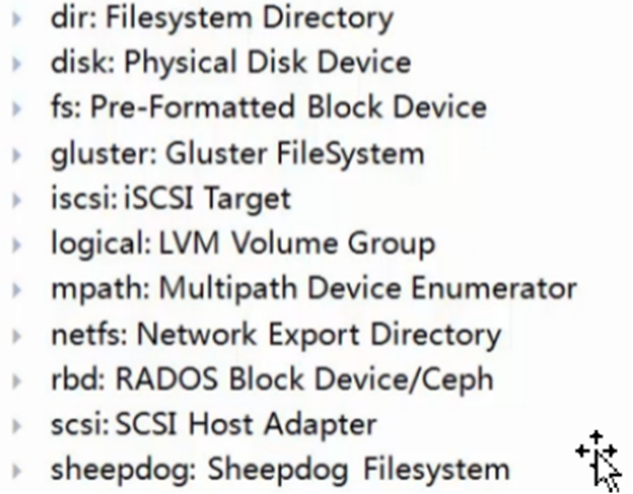 dir: Filesystem Directory
disk: Physical Disk Device
fs: Pre-Formatted Block Device
gluster: Gluster FileSystem
iscsi: iSCSI Target
logical: LVM Volume Group
mpath: Multipath Device Enumerator
netfs: Network Export Directory
rbd: RADOS Block Device/Ceph
scsi: SCSI Host Adapter
sheepdog: Sheepdog Filesystem